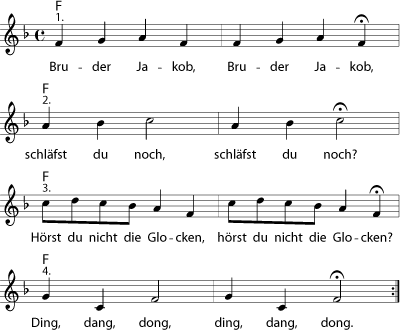 F
1.
Bru - der Ja - kob, Bru - der Ja - kob,
F
2.
schläfst du noch, schläfst du noch?
F
3.
Hörst du nicht die Glo-cken, hörst du nicht die Glo-cken?
F
4.
Ding, dang, dong, ding, dang, dong.